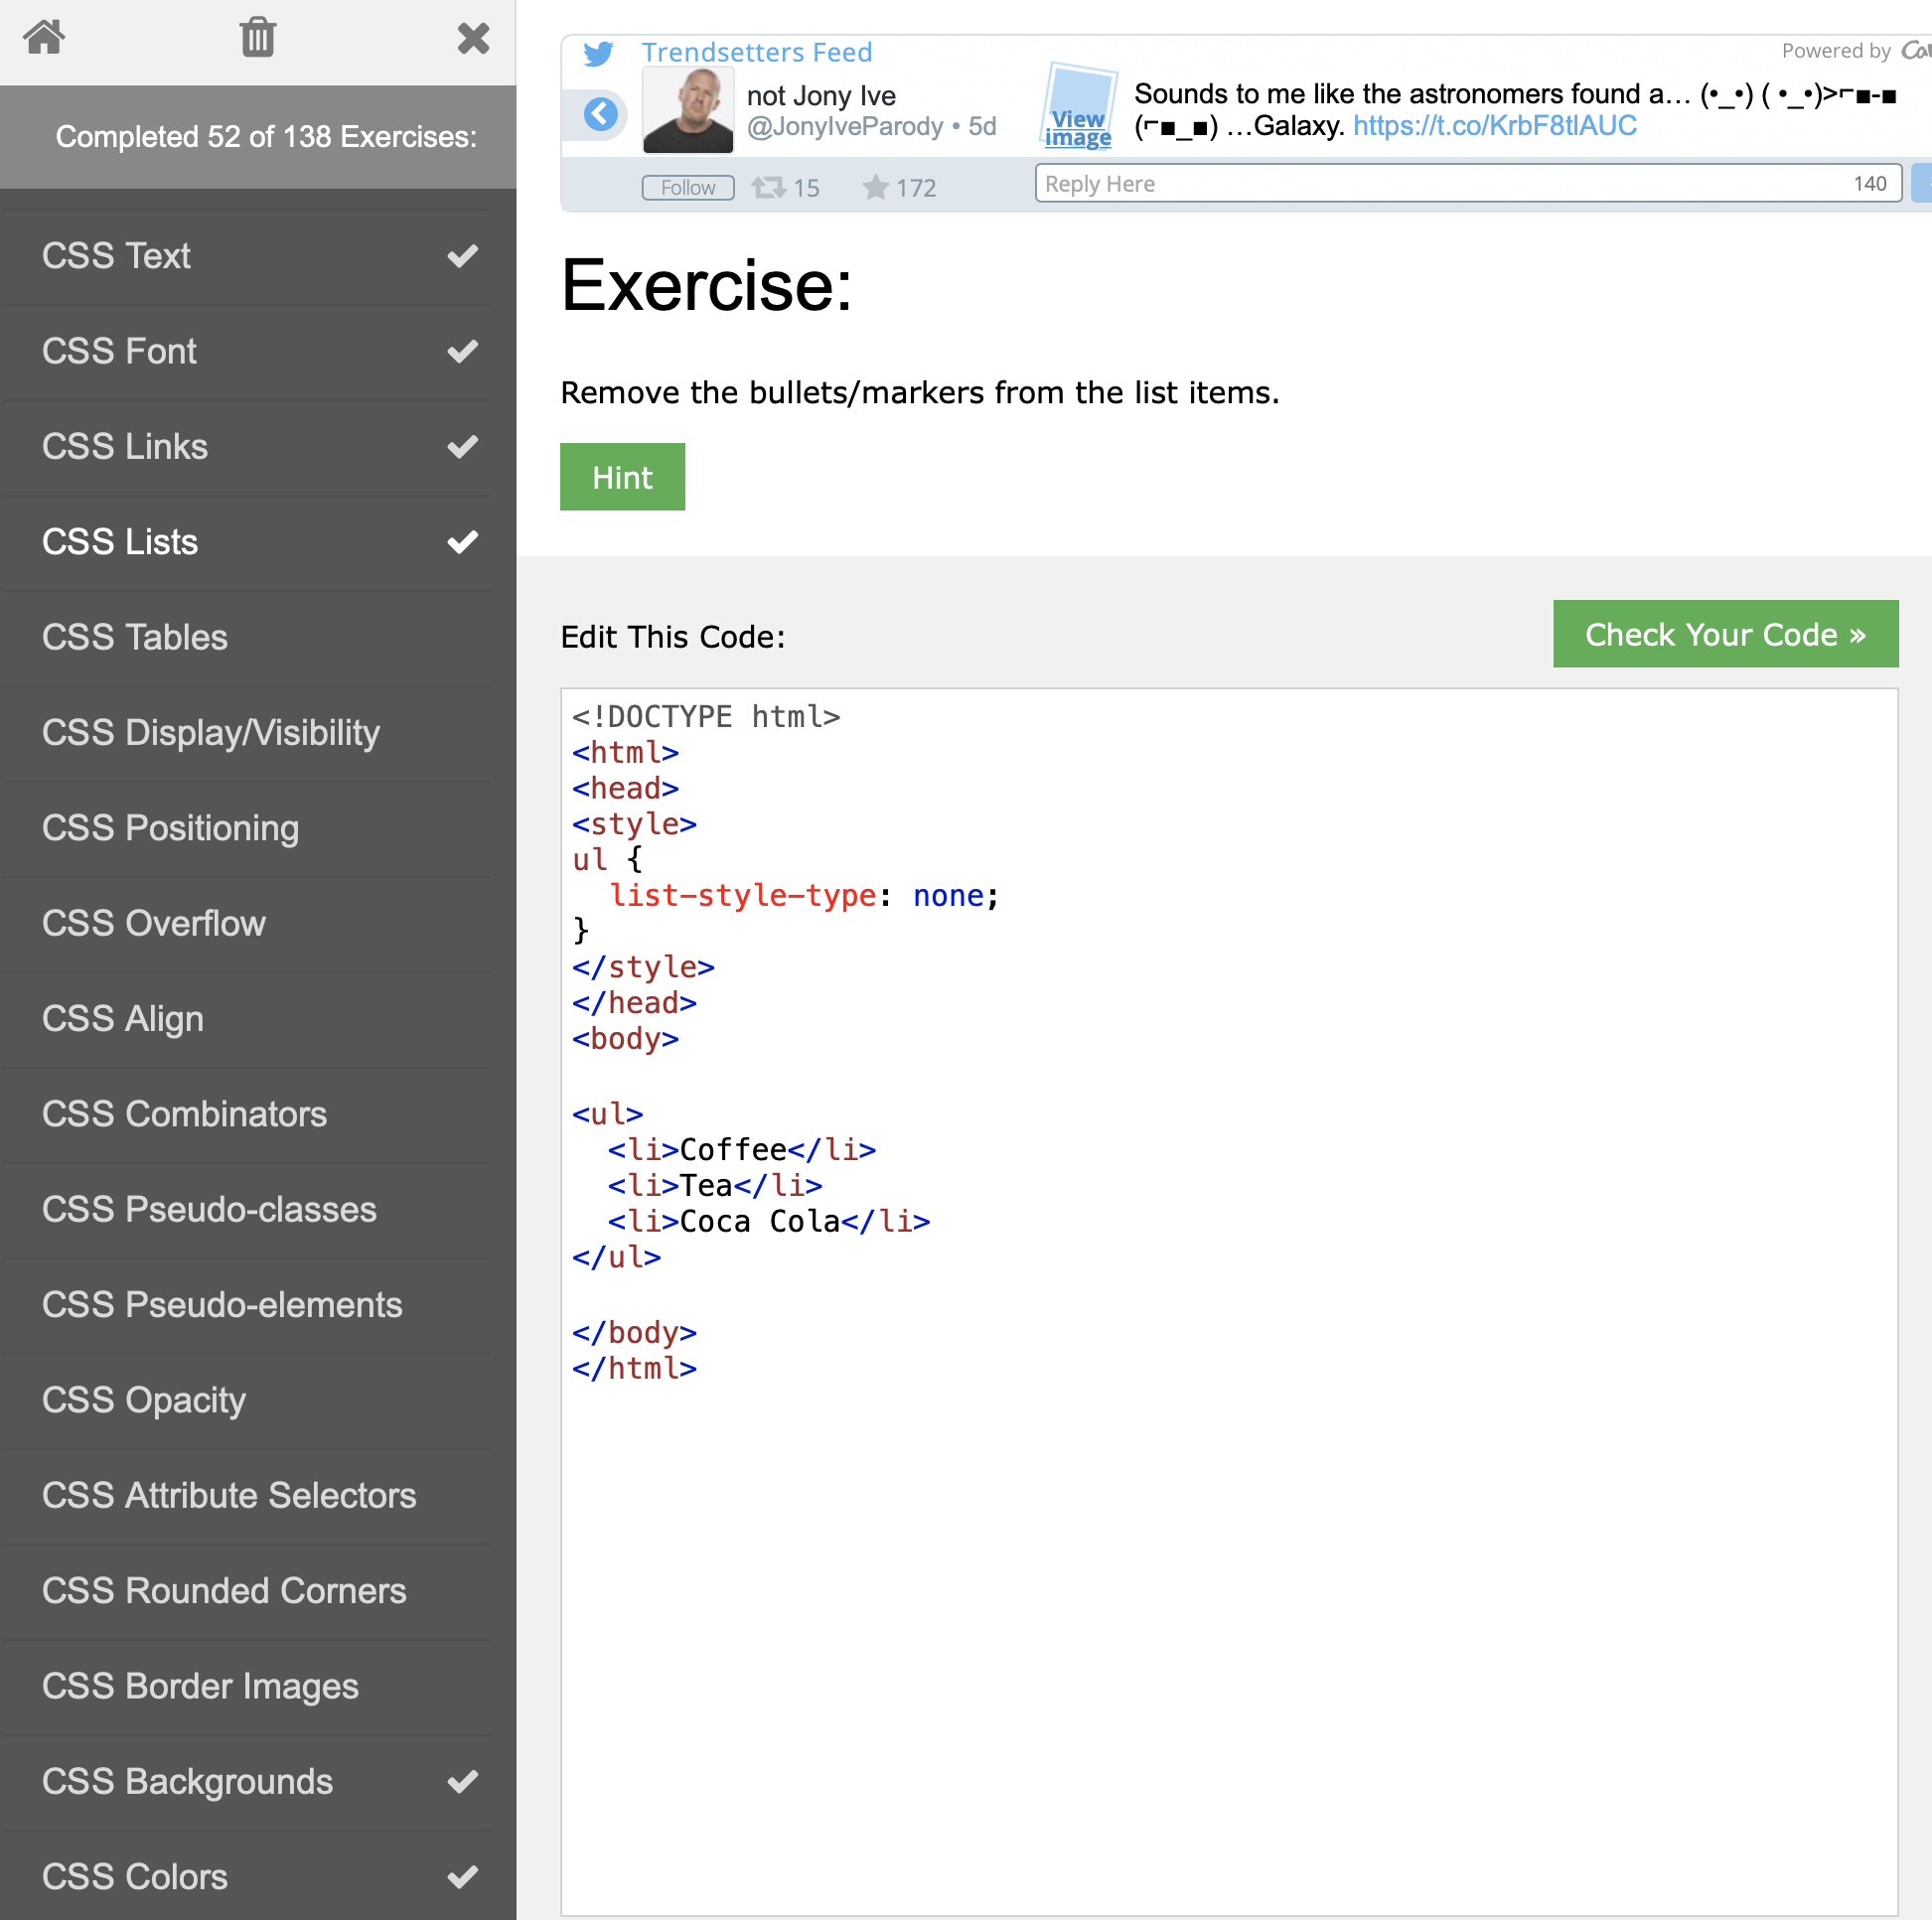 Completed 52 of 138 Exercises:
CSS Text
CSS Font
CSS Links
CSS Lists
CSS Tables
CSS Display/Visibility
CSS Positioning
CSS Overflow
CSS Align
CSS Combinators
CSS Pseudo-classes
CSS Pseudo-elements
CSS Opacity
CSS Attribute Selectors
CSS Rounded Corners
CSS Border Images
CSS Backgrounds
CSS Colors
Trendsetters Feed
Powered by
not Jony Ive
@JonyIveParody • 5d
View
image
Sounds to me like the astronomers found a… (•_•) ( •_•)>⌐■-■
(⌐■_■) …Galaxy. https://t.co/KrbF8tlAUC
Follow
15
172
Reply Here
140
Exercise:
Remove the bullets/markers from the list items.
Hint
Edit This Code:
Check Your Code »
<!DOCTYPE html>
<html>
<head>
<style>
ul {
  list-style-type: none;
}
</style>
</head>
<body>

<ul>
  <li>Coffee</li>
  <li>Tea</li>
  <li>Coca Cola</li>
</ul>

</body>
</html>